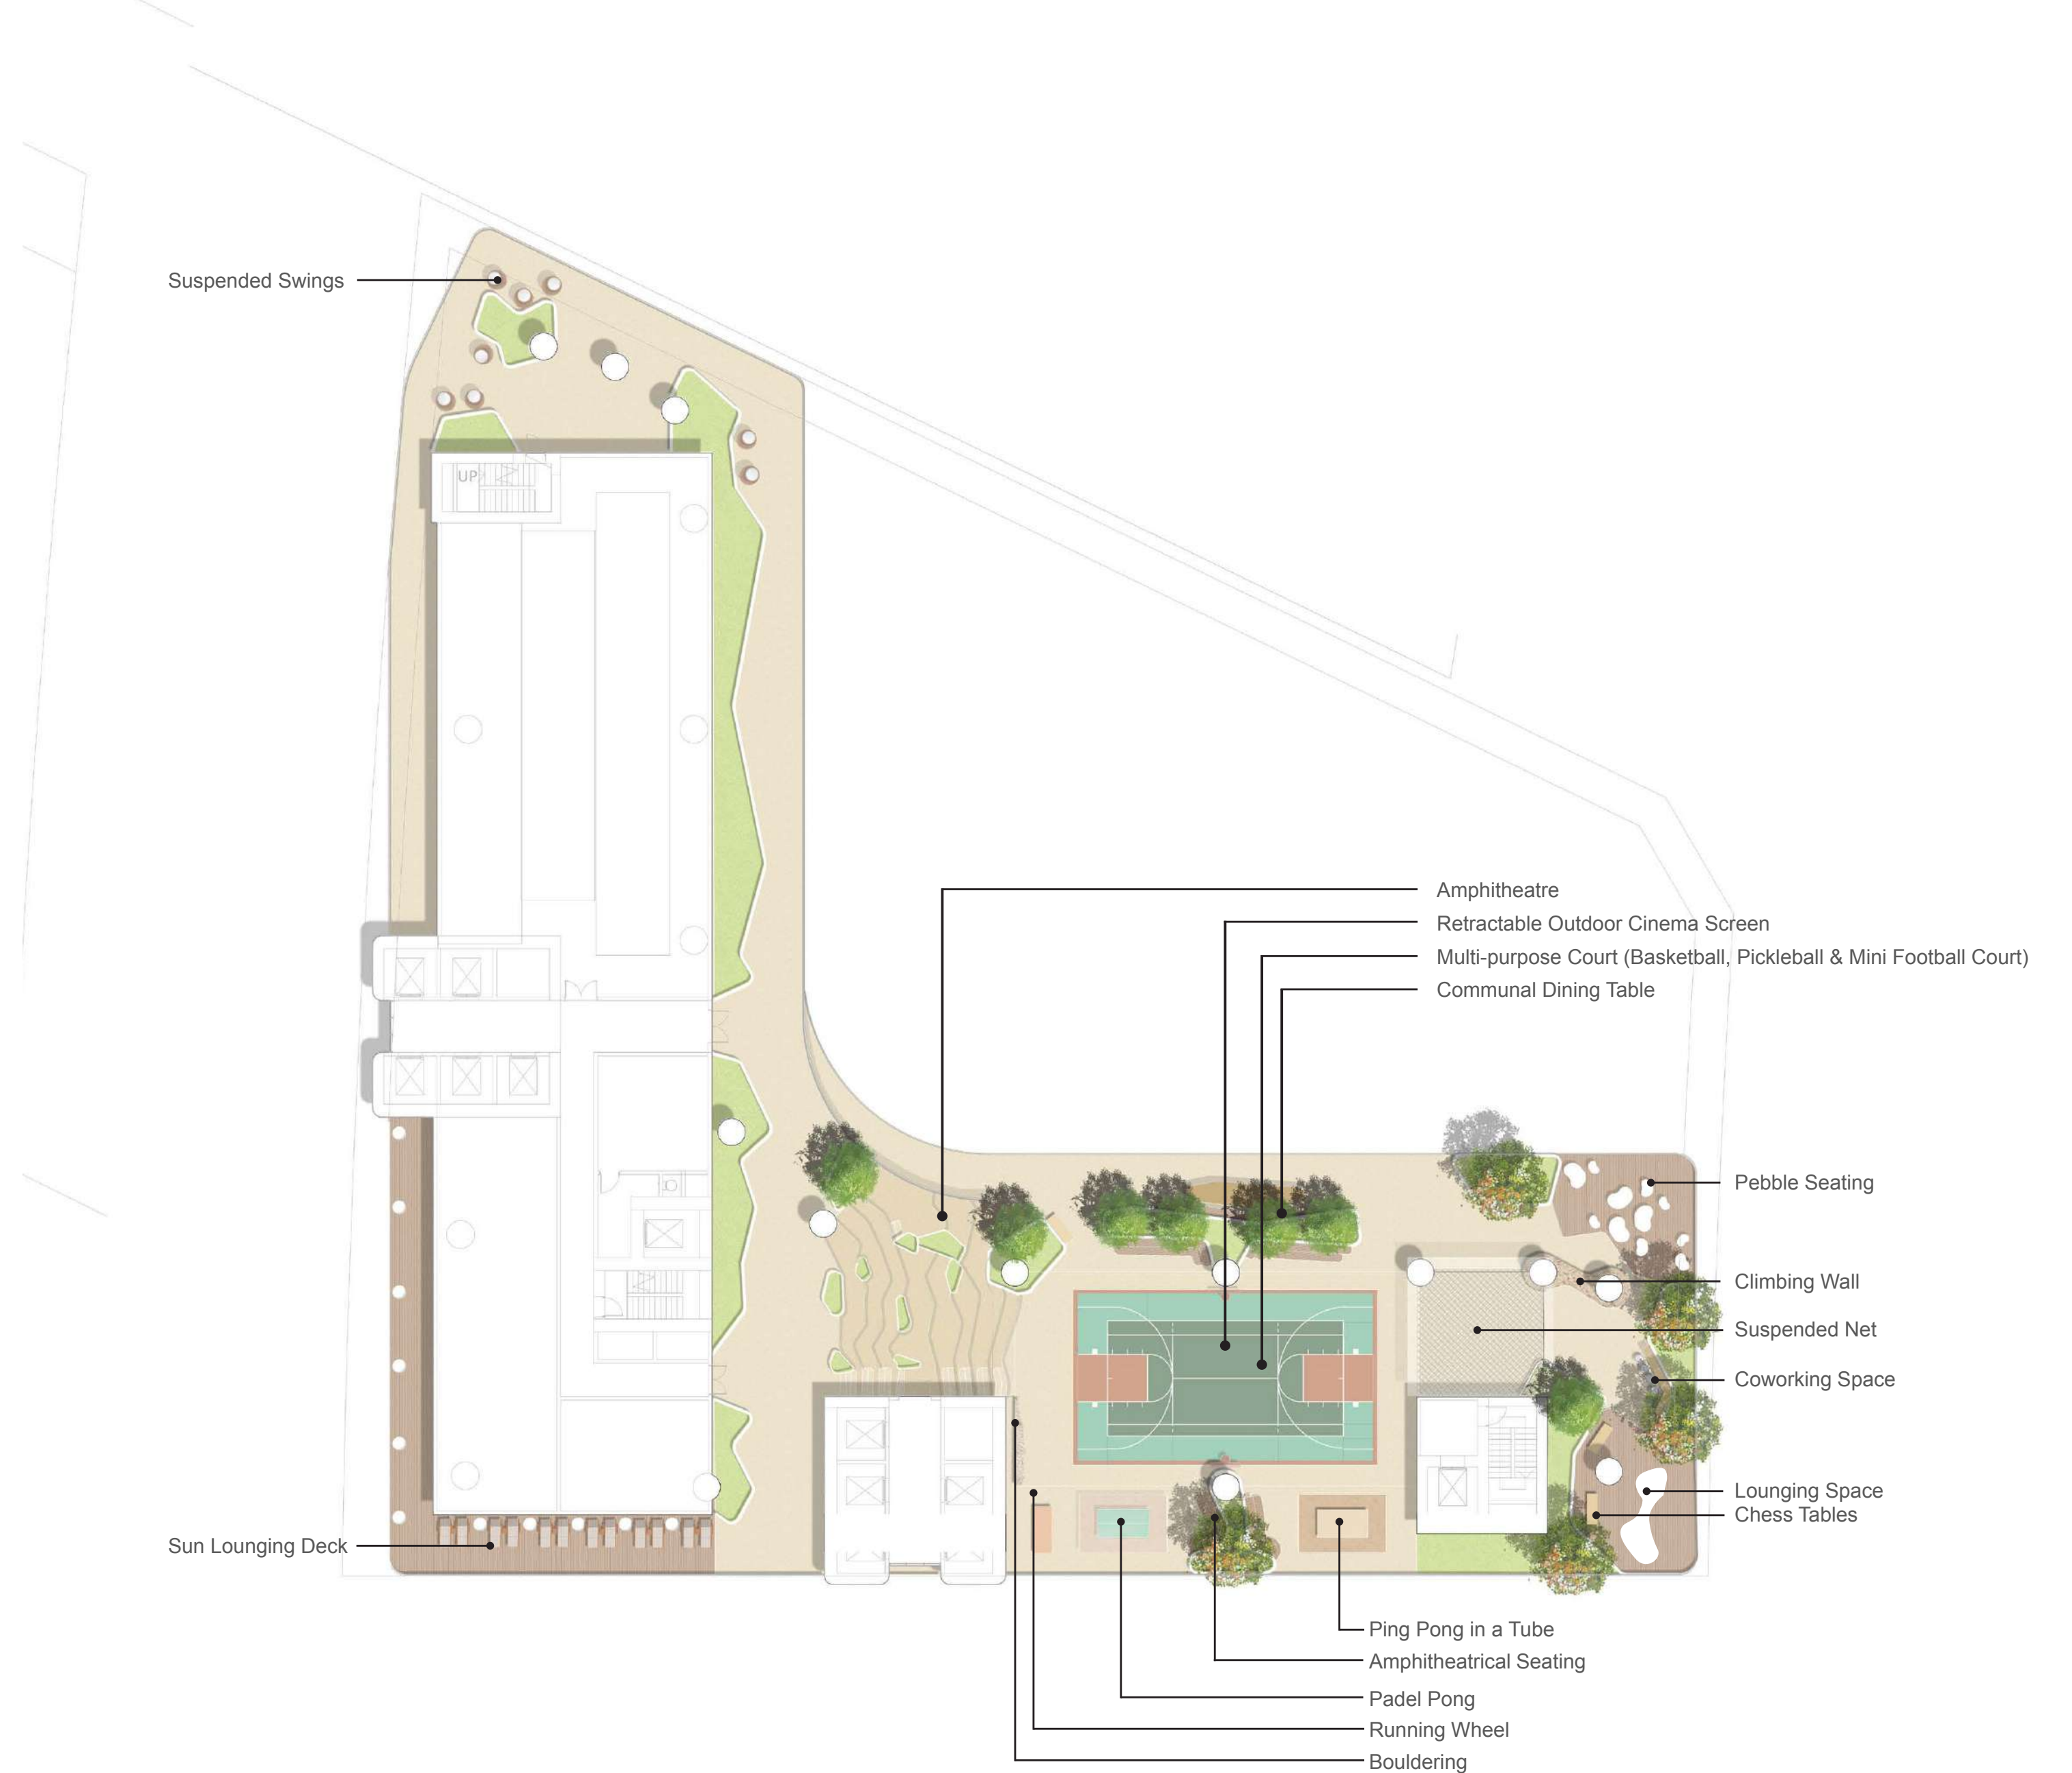 Suspended Swings
UP
Amphitheatre
Retractable Outdoor Cinema Screen
Multi-purpose Court (Basketball, Pickleball & Mini Football Court)
Communal Dining Table
Pebble Seating
Climbing Wall
Suspended Net
Coworking Space
Lounging Space
Chess Tables
Sun Lounging Deck
Ping Pong in a Tube
Amphitheatrical Seating
Padel Pong
Running Wheel
Bouldering